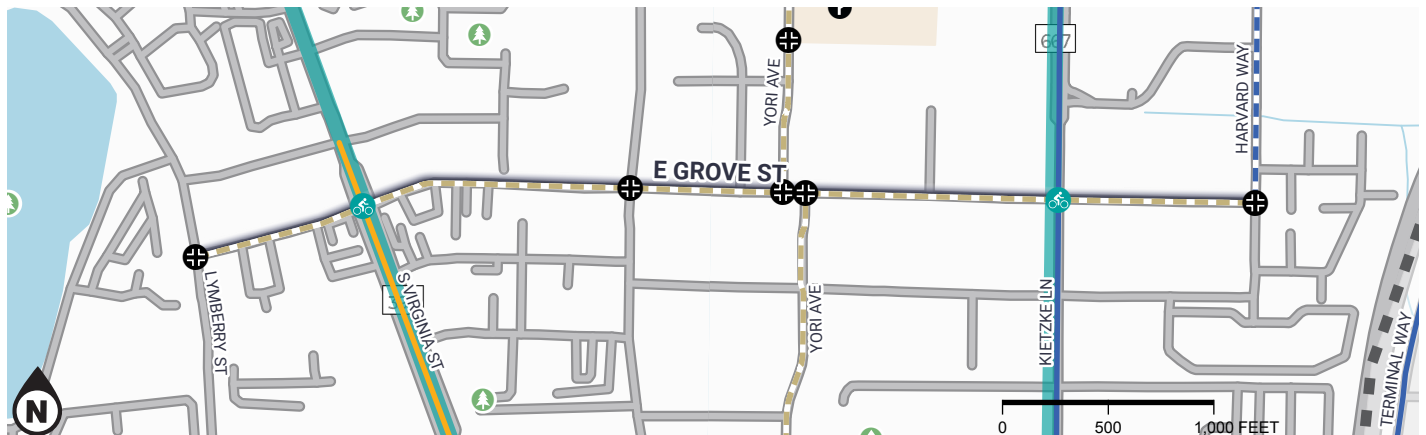 667
YORI AVE
HARVARD WAY
E GROVE ST
LYMBERRY ST
S VIRGINIA ST
YORI AVE
KIETZKE LN
TERMINAL WAY
N
0 500 1,000 FEET